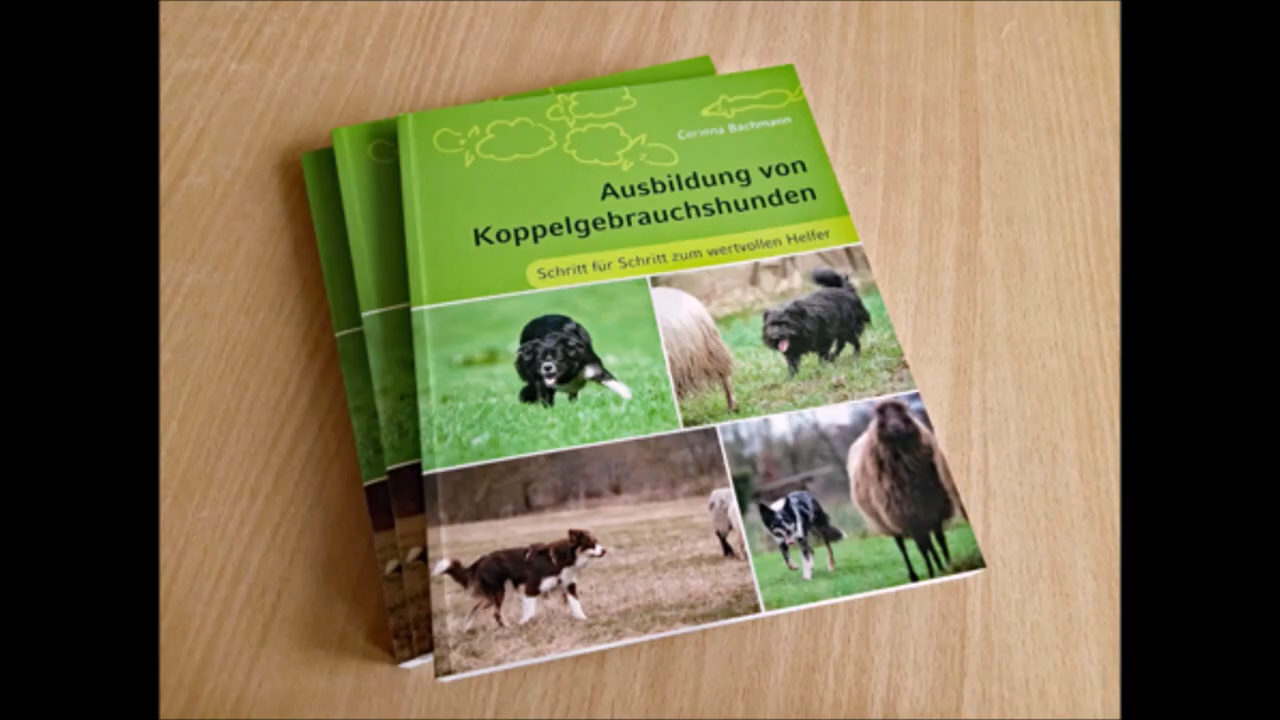 Corinna Bachmann
Ausbildung von
Koppelgebrauchshunden
Schritt für Schritt zum wertvollen Helfer